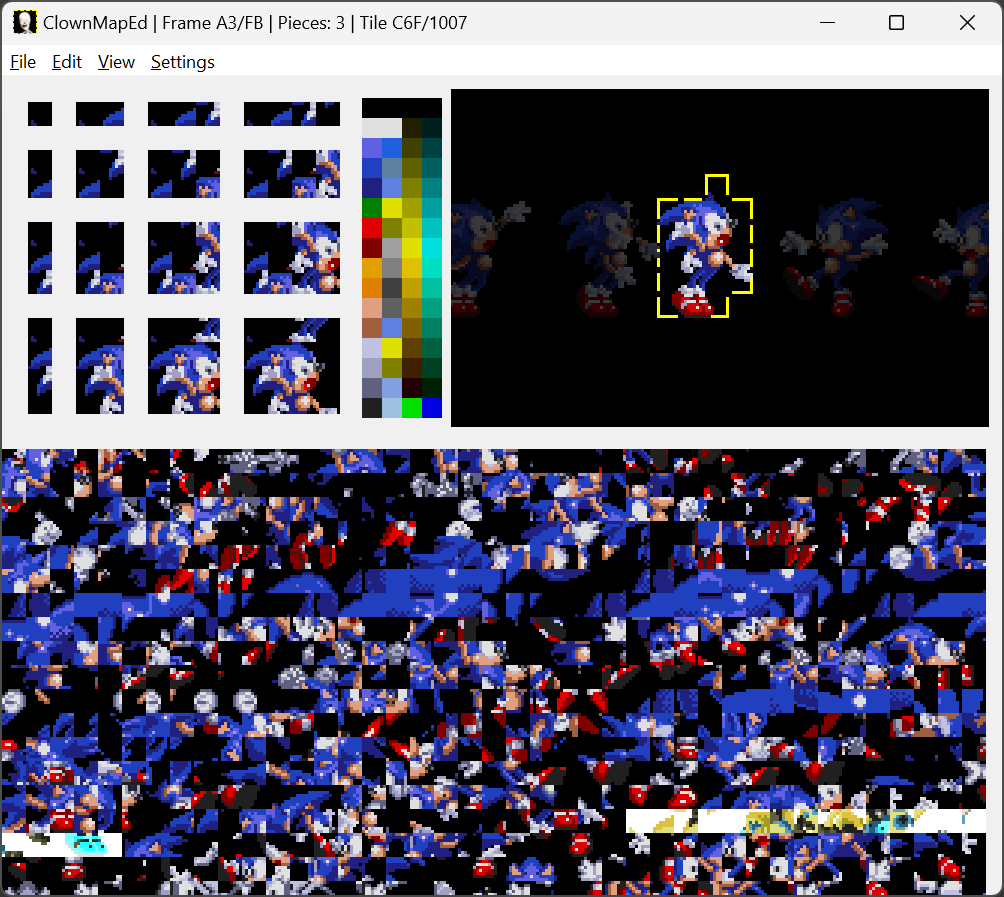 ClownMapEd | Frame A3/FB | Pieces: 3 | Tile C6F/1007
File Edit View Settings